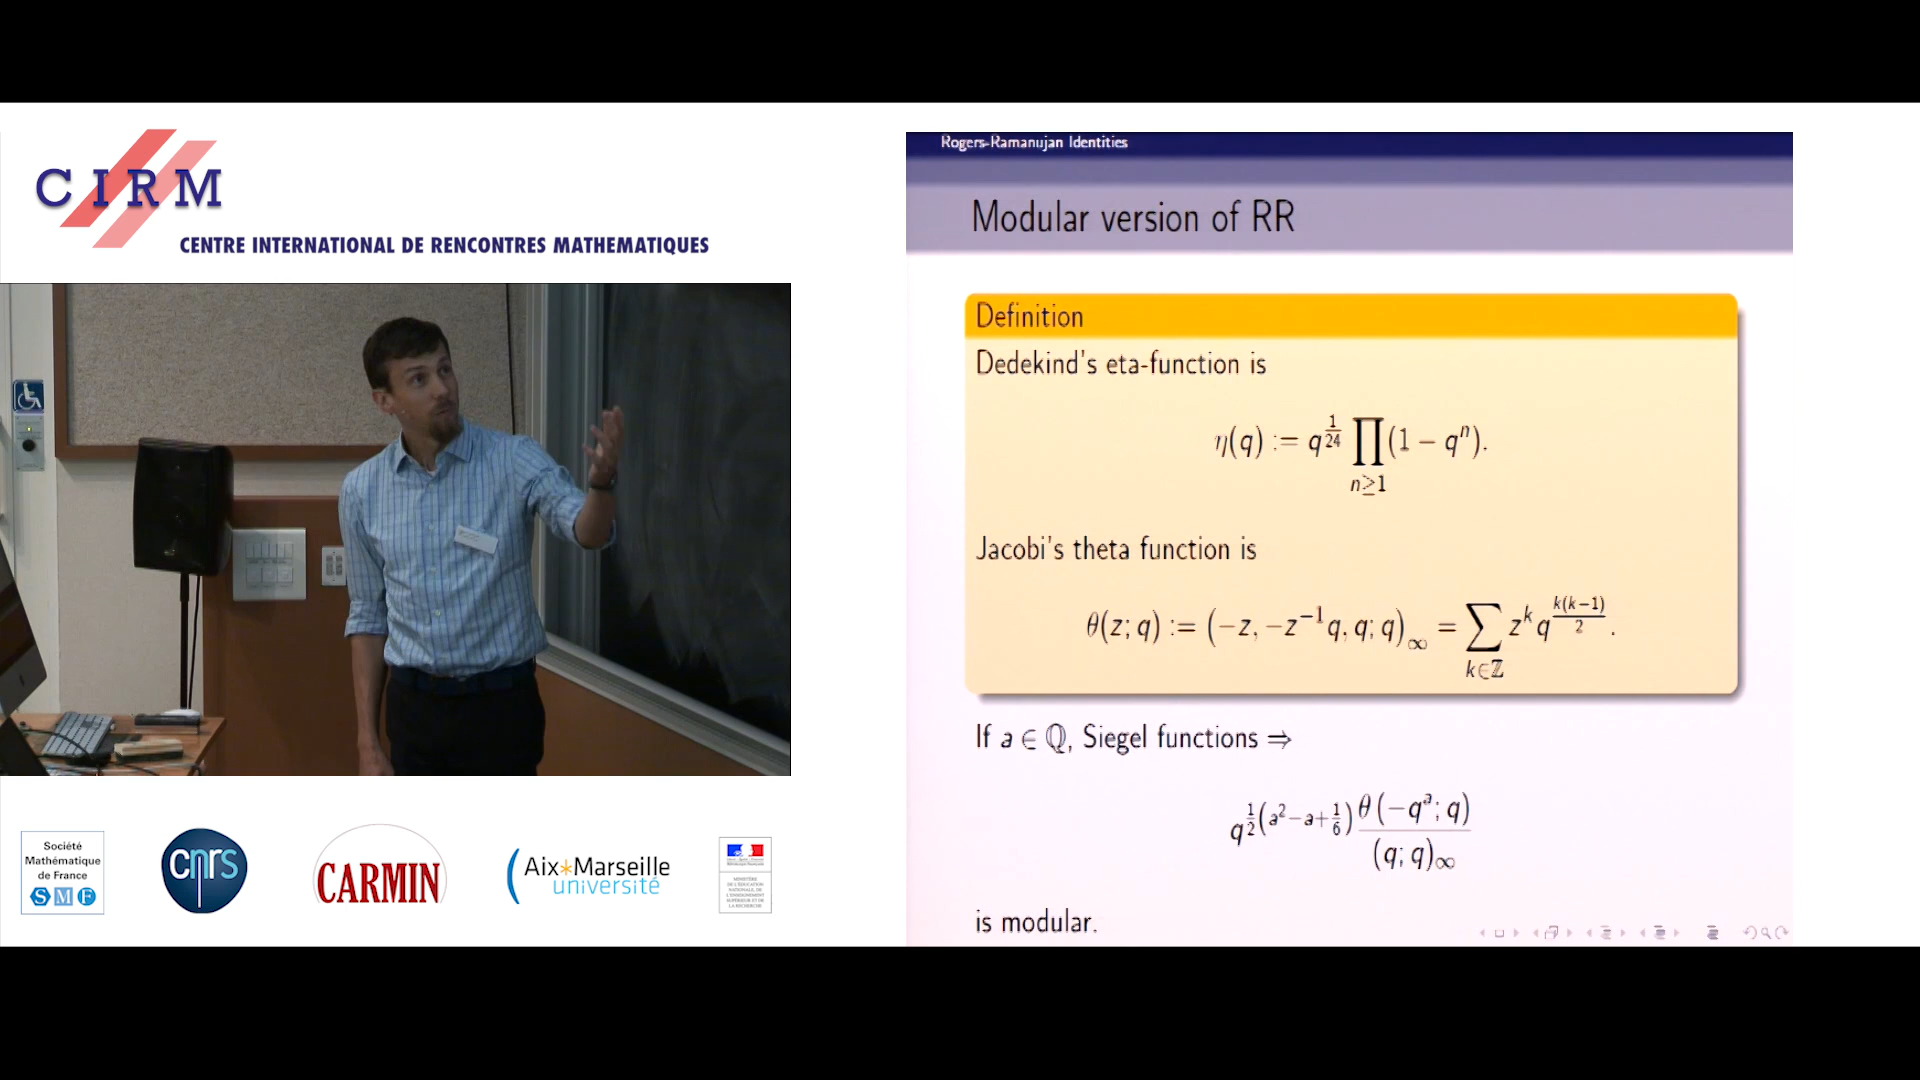 CIRM
CENTRE INTERNATIONAL DE RENCONTRES MATHEMATIQUES
Société
Mathématique
de France
SMF
cnrs
CARMIN
Aix*Marseille
université
Rogers-Ramanujan Identities
Modular version of RR
Definition
Dedekind's eta-function is
η(q) := q^{1/24} ∏_{n≥1} (1 − q^n).
Jacobi's theta function is
θ(z; q) := (−z, −z^{−1}q, q; q)_∞ = ∑_{k∈ℤ} z^k q^{k(k−1)/2}.
If a ∈ ℚ, Siegel functions ⇒
q^{1/2(a²−a+1/6)} θ(−q^a; q)/(q; q)_∞
is modular.